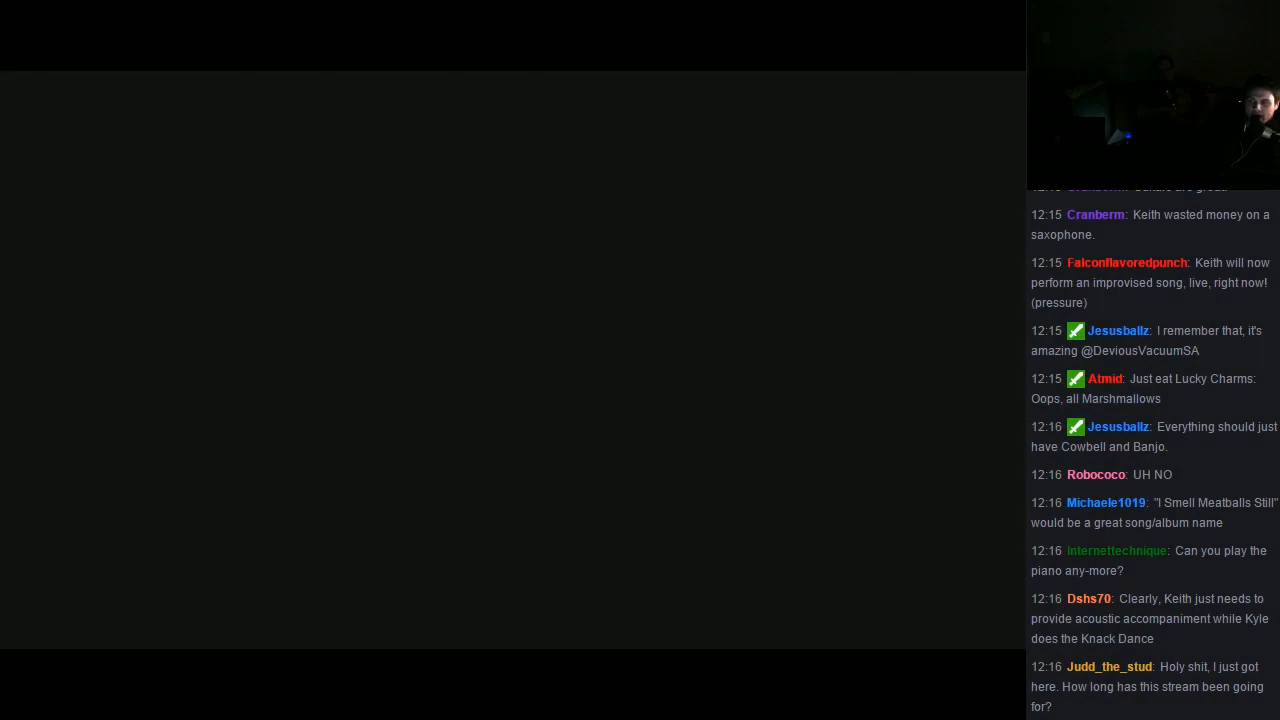 12:15 Cranberm: Keith wasted money on a
saxophone.
12:15 Falconflavoredpunch: Keith will now
perform an improvised song, live, right now!
(pressure)
12:15 Jesusballz: I remember that, it's
amazing @DeviousVacuumSA
12:15 Atmid: Just eat Lucky Charms:
Oops, all Marshmallows
12:16 Jesusballz: Everything should just
have Cowbell and Banjo.
12:16 Robococo: UH NO
12:16 Michaele1019: "I Smell Meatballs Still"
would be a great song/album name
12:16 Internettechnique: Can you play the
piano any-more?
12:16 Dshs70: Clearly, Keith just needs to
provide acoustic accompaniment while Kyle
does the Knack Dance
12:16 Judd_the_stud: Holy shit, I just got
here. How long has this stream been going
for?